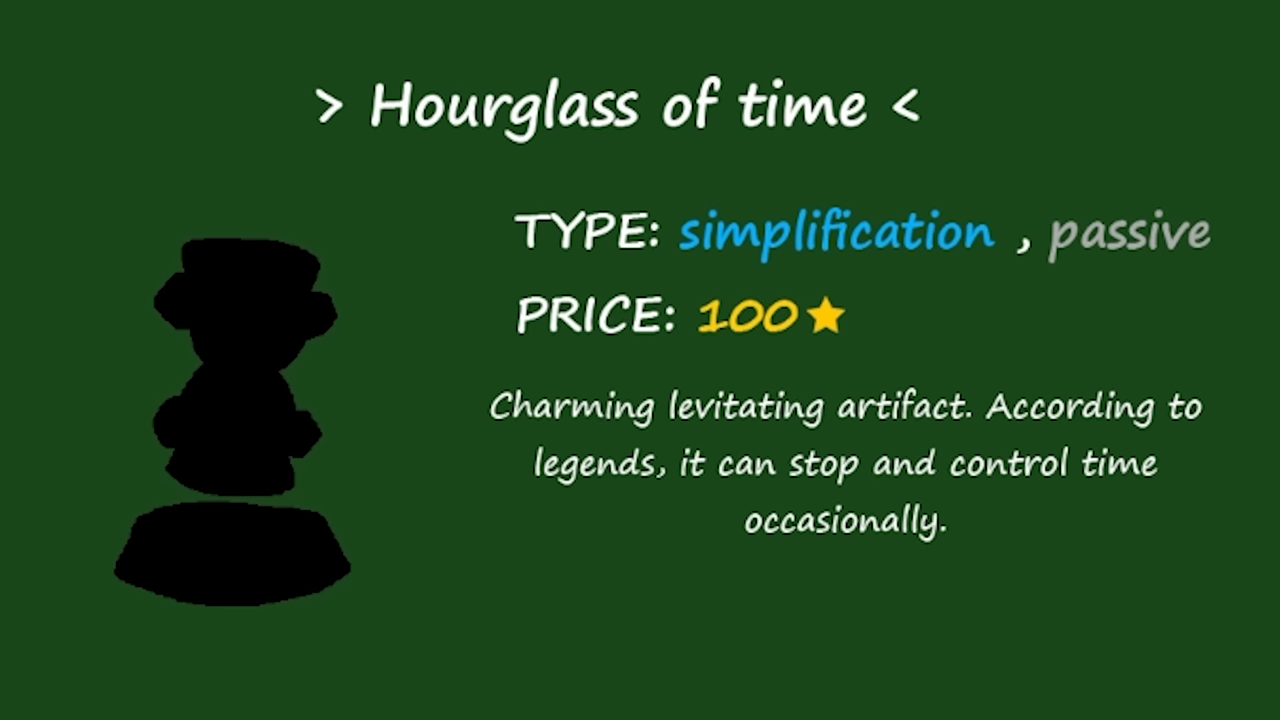 > Hourglass of time <
TYPE: simplification , passive
PRICE: 100★
Charming levitating artifact. According to
legends, it can stop and control time
occasionally.